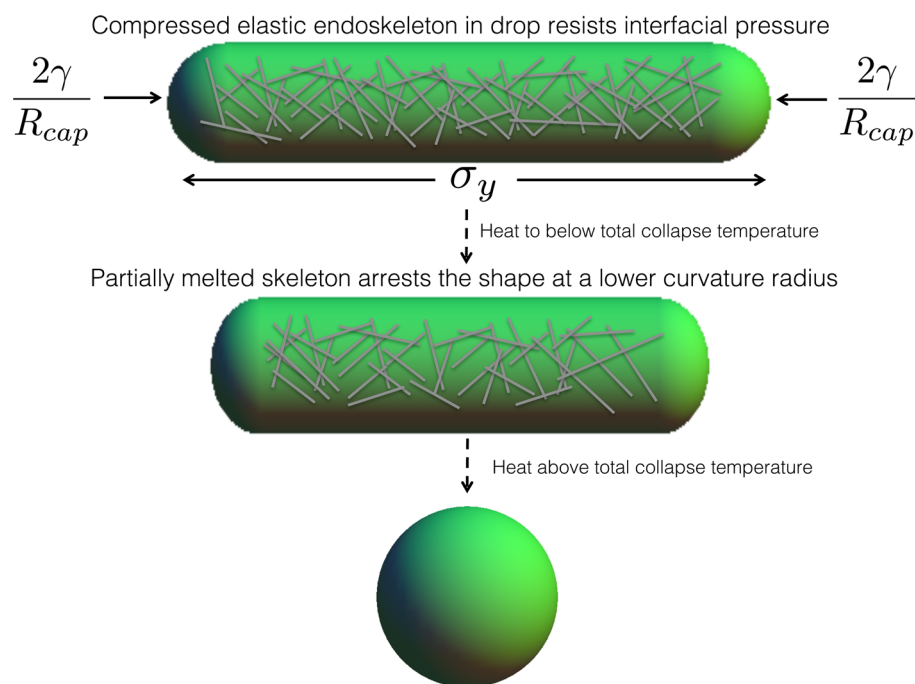 Compressed elastic endoskeleton in drop resists interfacial pressure
2γ
R_cap
2γ
R_cap
σ_y
Heat to below total collapse temperature
Partially melted skeleton arrests the shape at a lower curvature radius
Heat above total collapse temperature